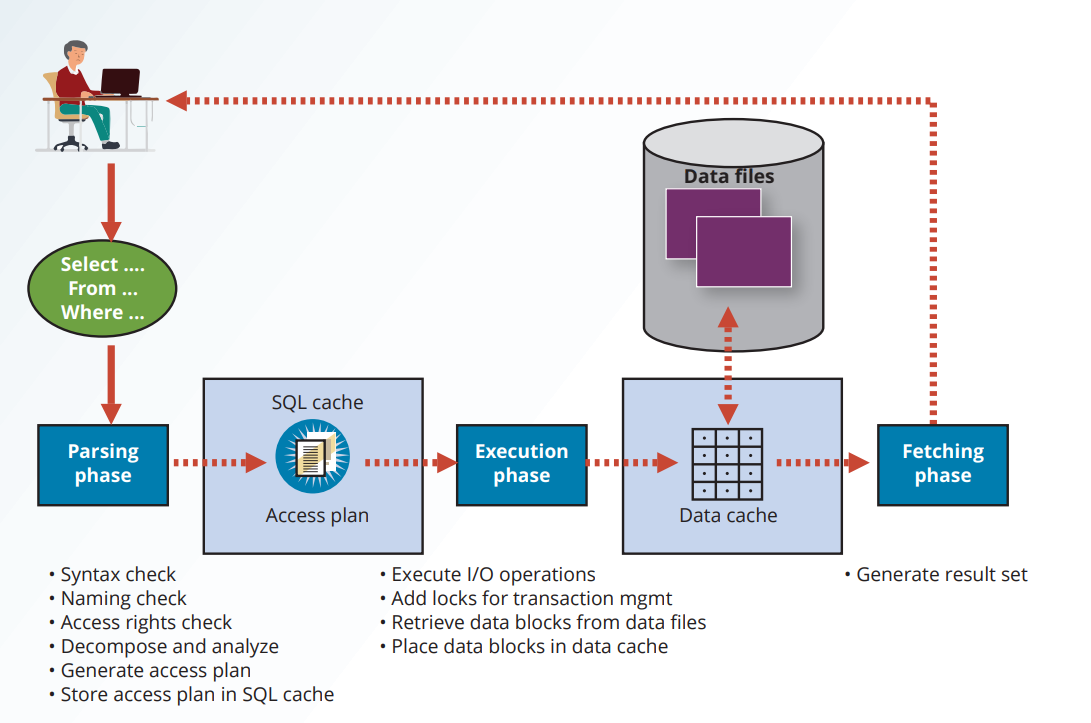 Data files
Select ....
From ...
Where ...
SQL cache
Parsing
phase
Execution
phase
Fetching
phase
Access plan
Data cache
• Syntax check
• Naming check
• Access rights check
• Decompose and analyze
• Generate access plan
• Store access plan in SQL cache
• Execute I/O operations
• Add locks for transaction mgmt
• Retrieve data blocks from data files
• Place data blocks in data cache
• Generate result set